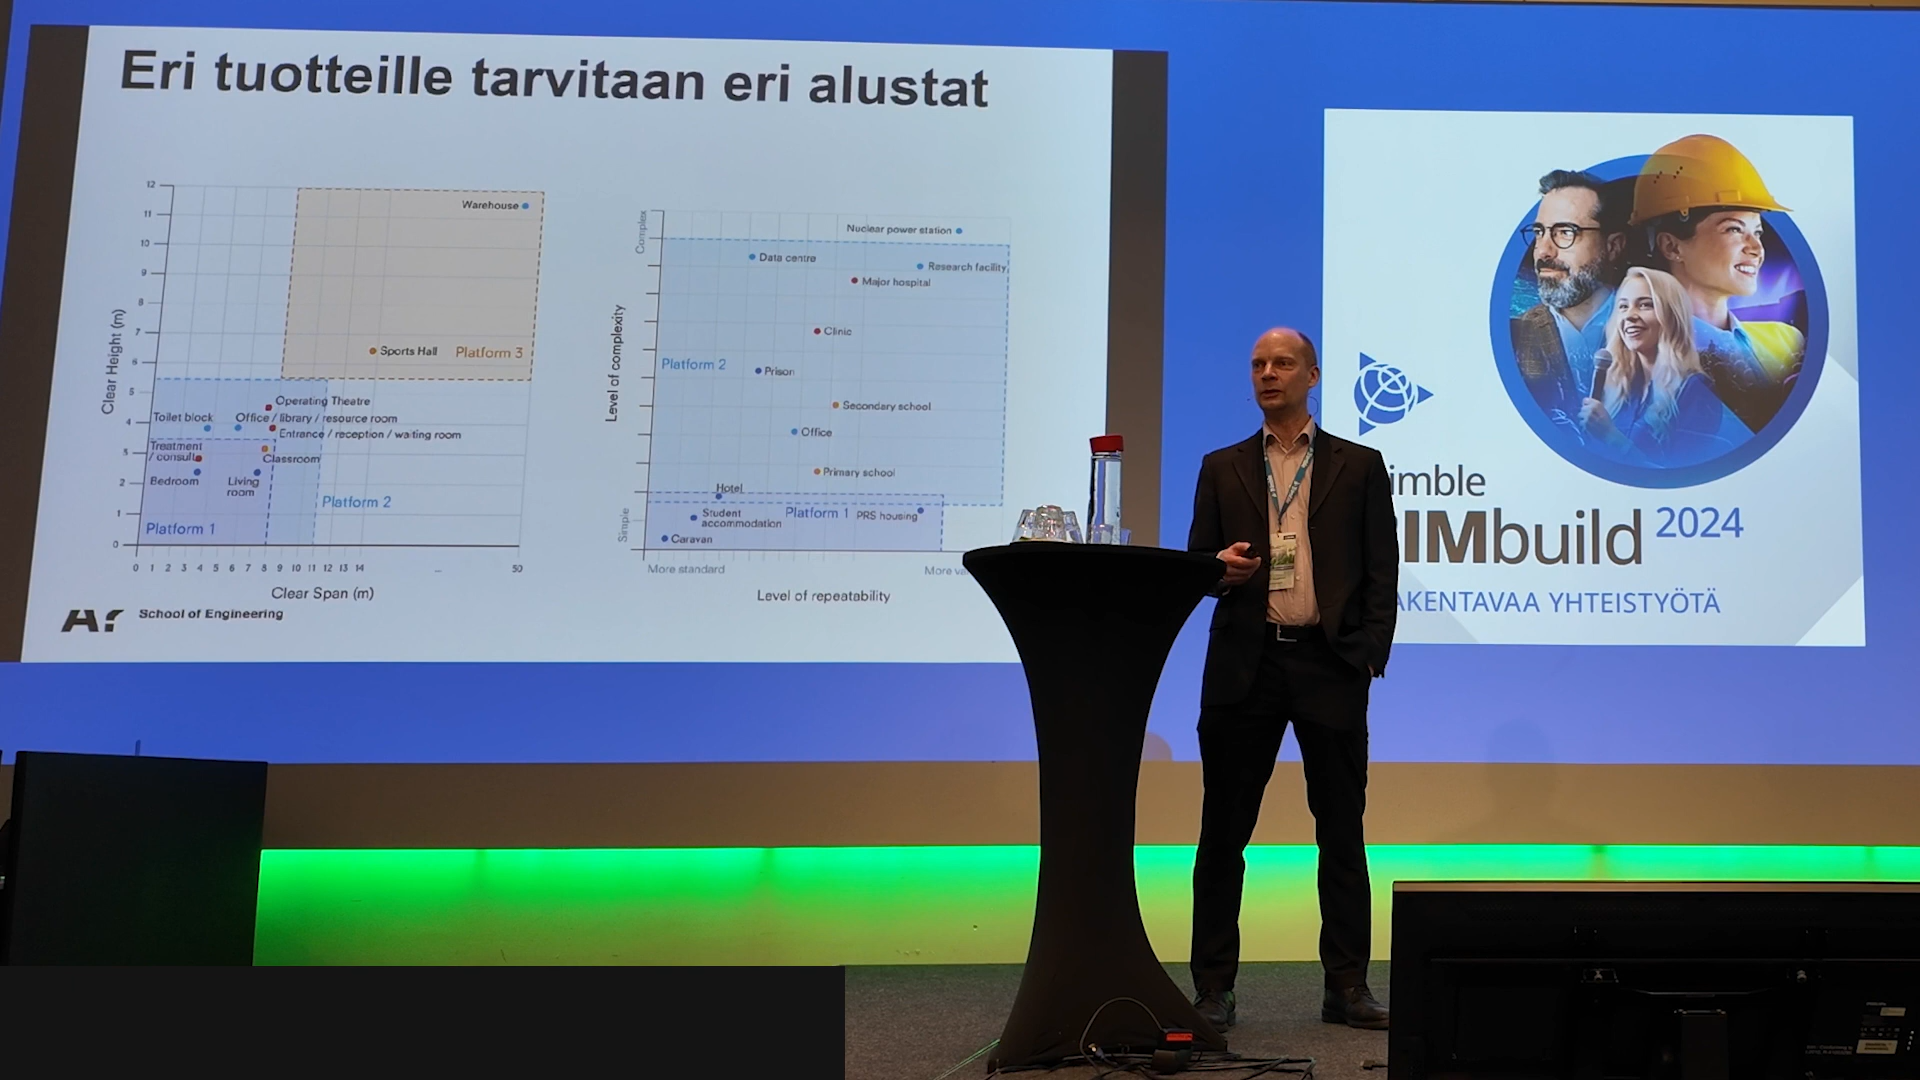 Eri tuotteille tarvitaan eri alustat
12
11
10
9
8
7
6
5
4
3
2
1
0
Clear Height (m)
Warehouse
Sports Hall
Platform 3
Operating Theatre
Toilet block
Office / library / resource room
Entrance / reception / waiting room
Treatment
/ consult
Classroom
Bedroom
Living
room
Platform 2
Platform 1
0 1 2 3 4 5 6 7 8 9 10 11 12 13 14 ... 50
Clear Span (m)
School of Engineering
Complex
Level of complexity
Simple
Nuclear power station
Data centre
Research facility
Major hospital
Clinic
Platform 2
Prison
Secondary school
Office
Primary school
Hotel
Student
accommodation
Platform 1
PRS housing
Caravan
More standard
More va
Level of repeatability
imble
IMbuild 2024
AKENTAVAA YHTEISTYÖTÄ